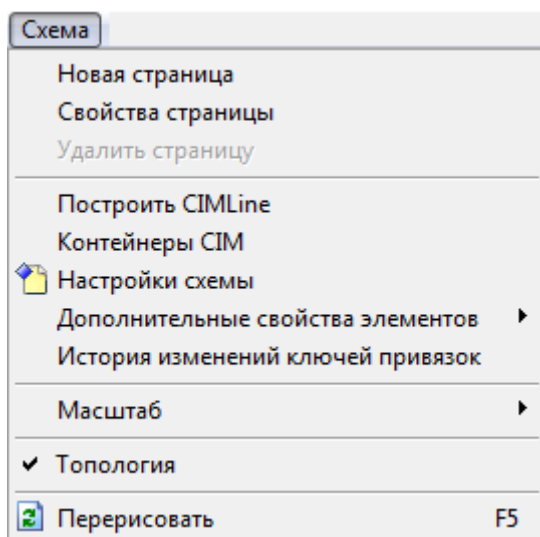 Схема
Новая страница
Свойства страницы
Удалить страницу
Построить CIMLine
Контейнеры CIM
Настройки схемы
Дополнительные свойства элементов
История изменений ключей привязок
Масштаб
Топология
Перерисовать F5